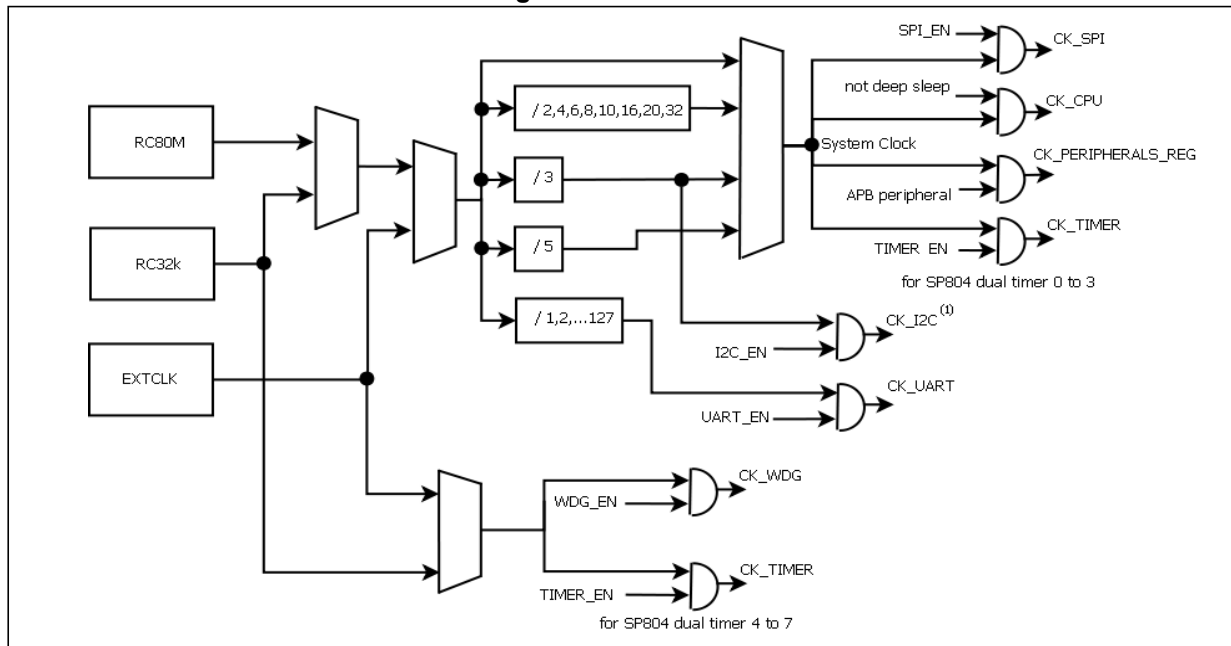 SPI_EN
CK_SPI
/ 2,4,6,8,10,16,20,32
not deep sleep
CK_CPU
RC80M
System Clock
CK_PERIPHERALS_REG
/ 3
APB peripheral
CK_TIMER
RC32k
/ 5
TIMER_EN
for SP804 dual timer 0 to 3
/ 1,2,...127
CK_I2C (1)
I2C_EN
EXTCLK
CK_UART
UART_EN
CK_WDG
WDG_EN
CK_TIMER
TIMER_EN
for SP804 dual timer 4 to 7